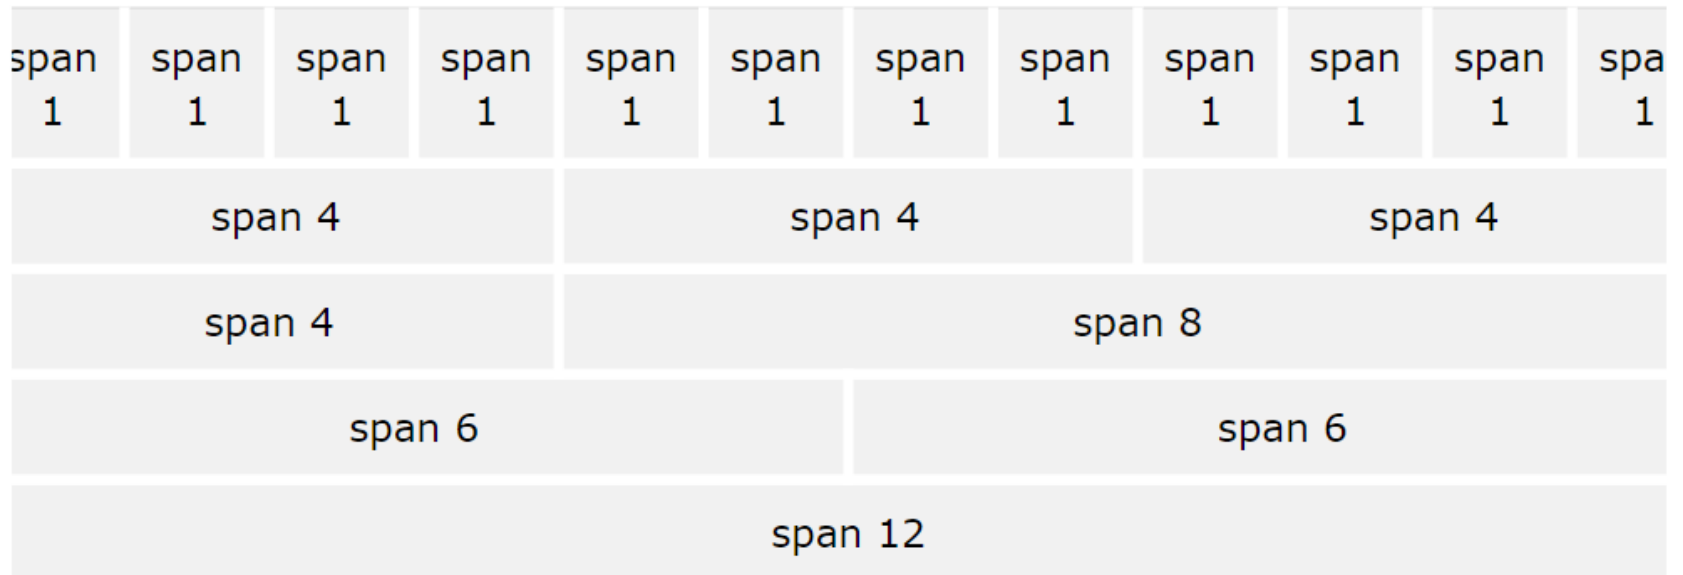 span span span span span span span span span span span spa
1 1 1 1 1 1 1 1 1 1 1 1
span 4 span 4 span 4
span 4 span 8
span 6 span 6
span 12